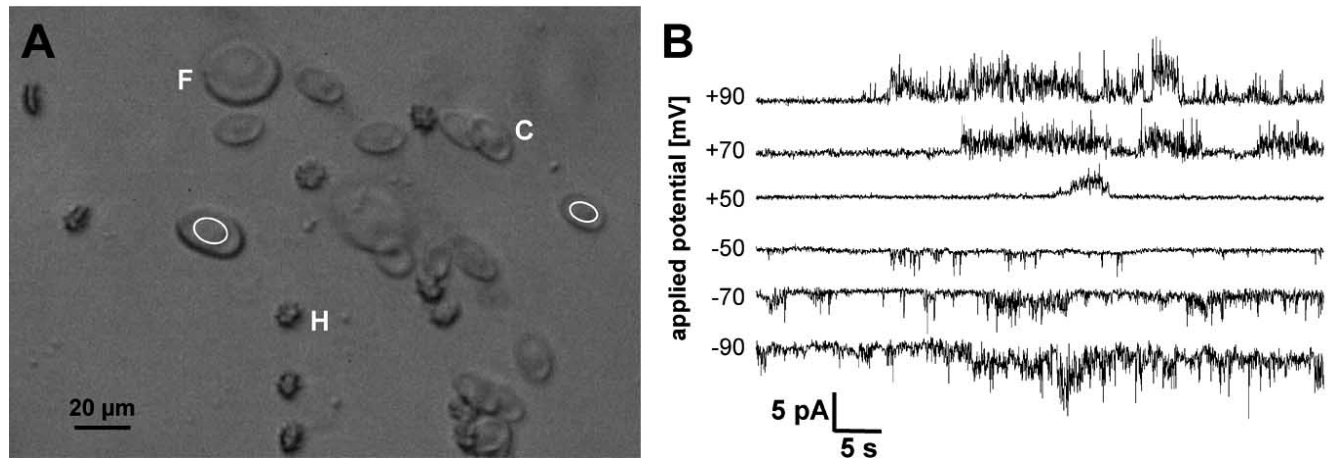 A
F
C
H
20 µm
B
applied potential [mV]
+90
+70
+50
-50
-70
-90
5 pA
5 s